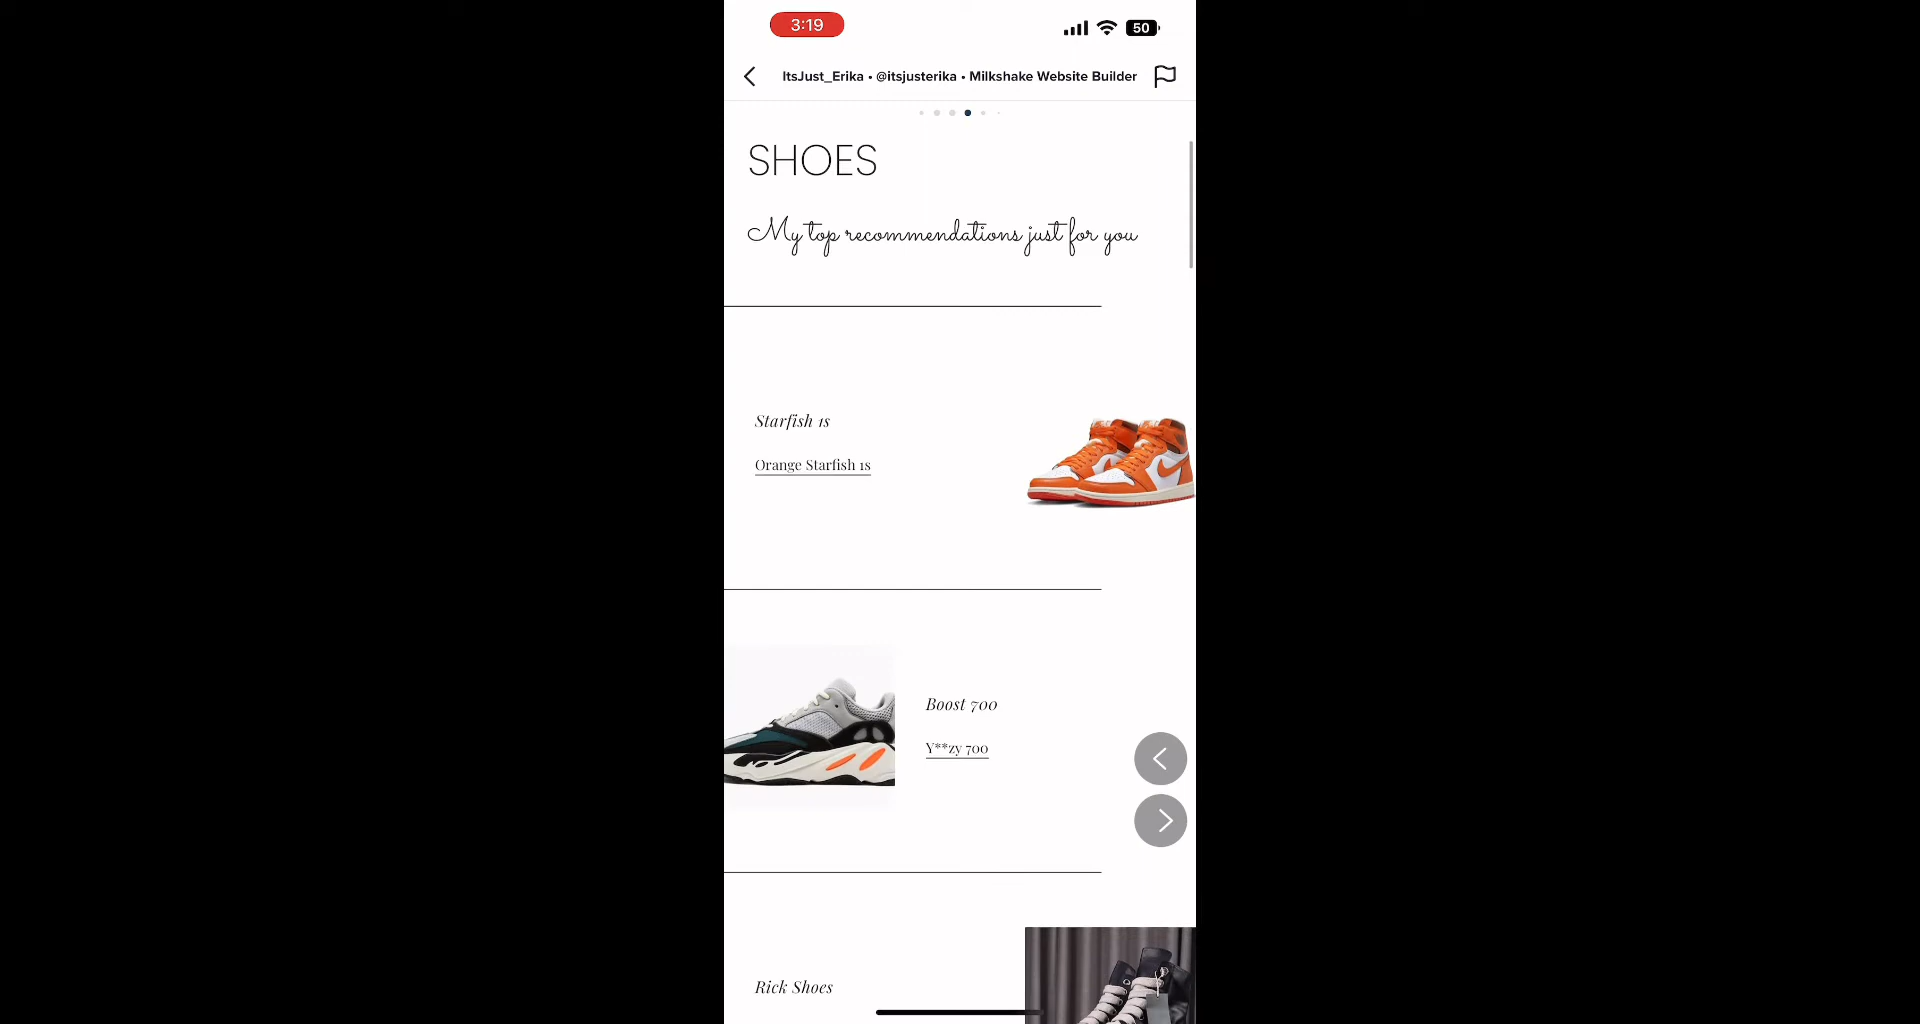 3:19
50
ItsJust_Erika • @itsjusterika • Milkshake Website Builder
SHOES
My top recommendations just for you
Starfish 1s
Orange Starfish 1s
Boost 700
Y**zy 700
Rick Shoes